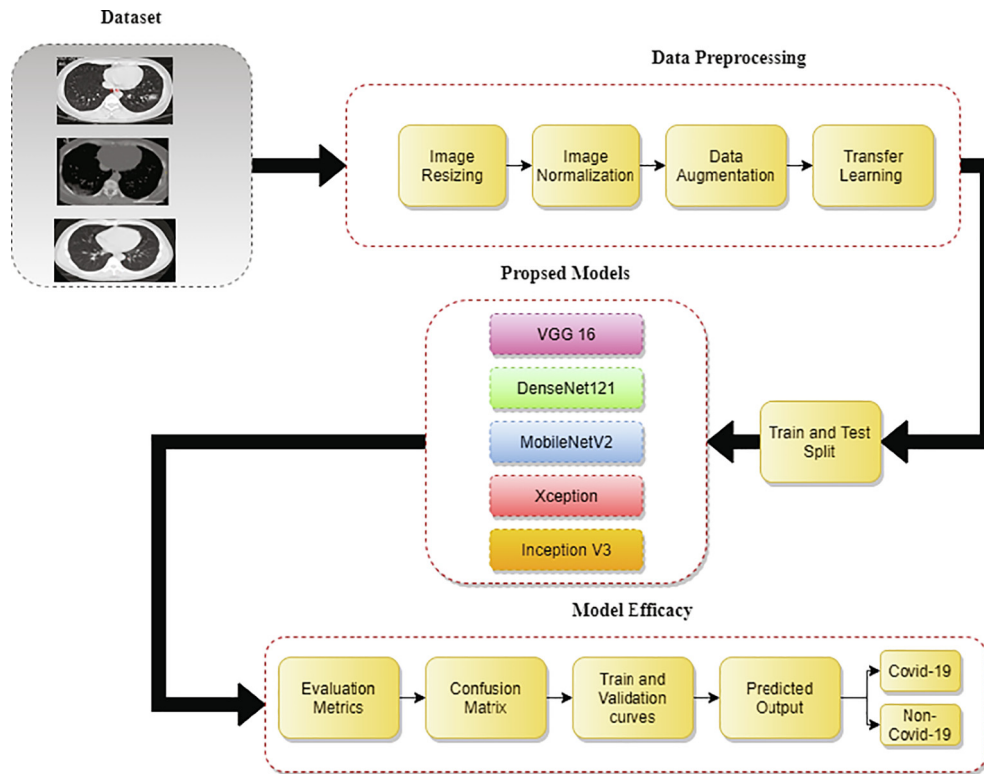 Dataset
Data Preprocessing
Image
Resizing
Image
Normalization
Data
Augmentation
Transfer
Learning
Propsed Models
VGG 16
DenseNet121
MobileNetV2
Xception
Inception V3
Train and Test
Split
Model Efficacy
Evaluation
Metrics
Confusion
Matrix
Train and
Validation
curves
Predicted
Output
Covid-19
Non-
Covid-19